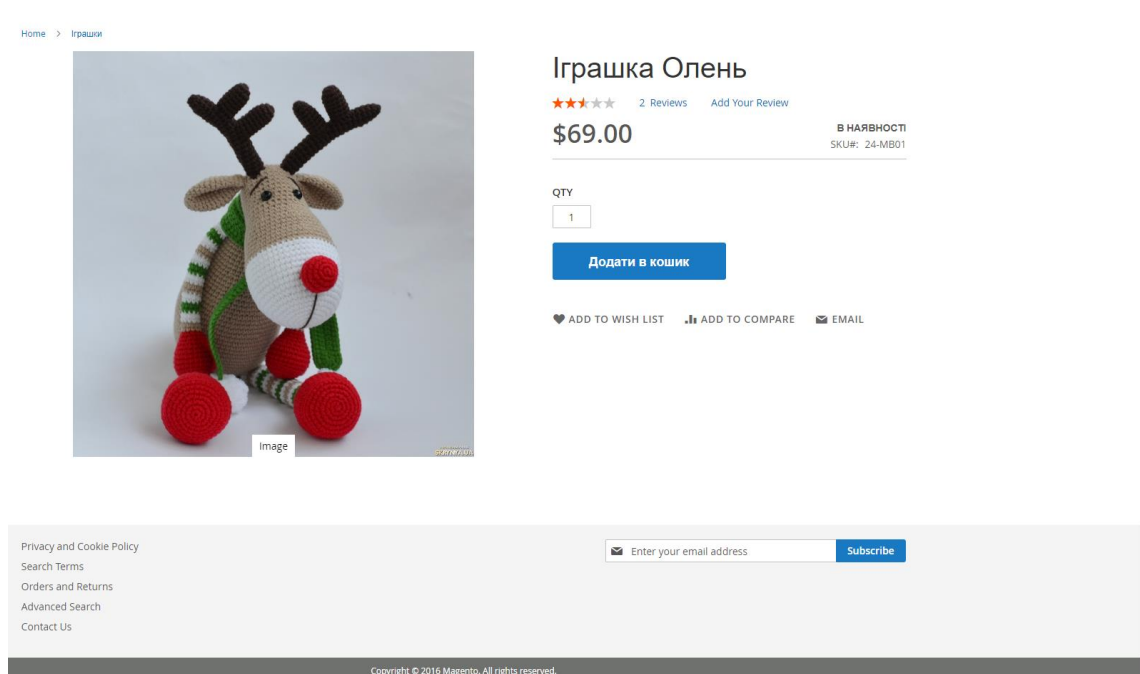 Home > Іграшки
Іграшка Олень
2 Reviews Add Your Review
$69.00
В НАЯВНОСТІ
SKU#: 24-MB01
QTY
1
Додати в кошик
ADD TO WISH LIST ADD TO COMPARE EMAIL
Image
Privacy and Cookie Policy
Search Terms
Orders and Returns
Advanced Search
Contact Us
Enter your email address Subscribe
Copyright © 2016 Magento. All rights reserved.